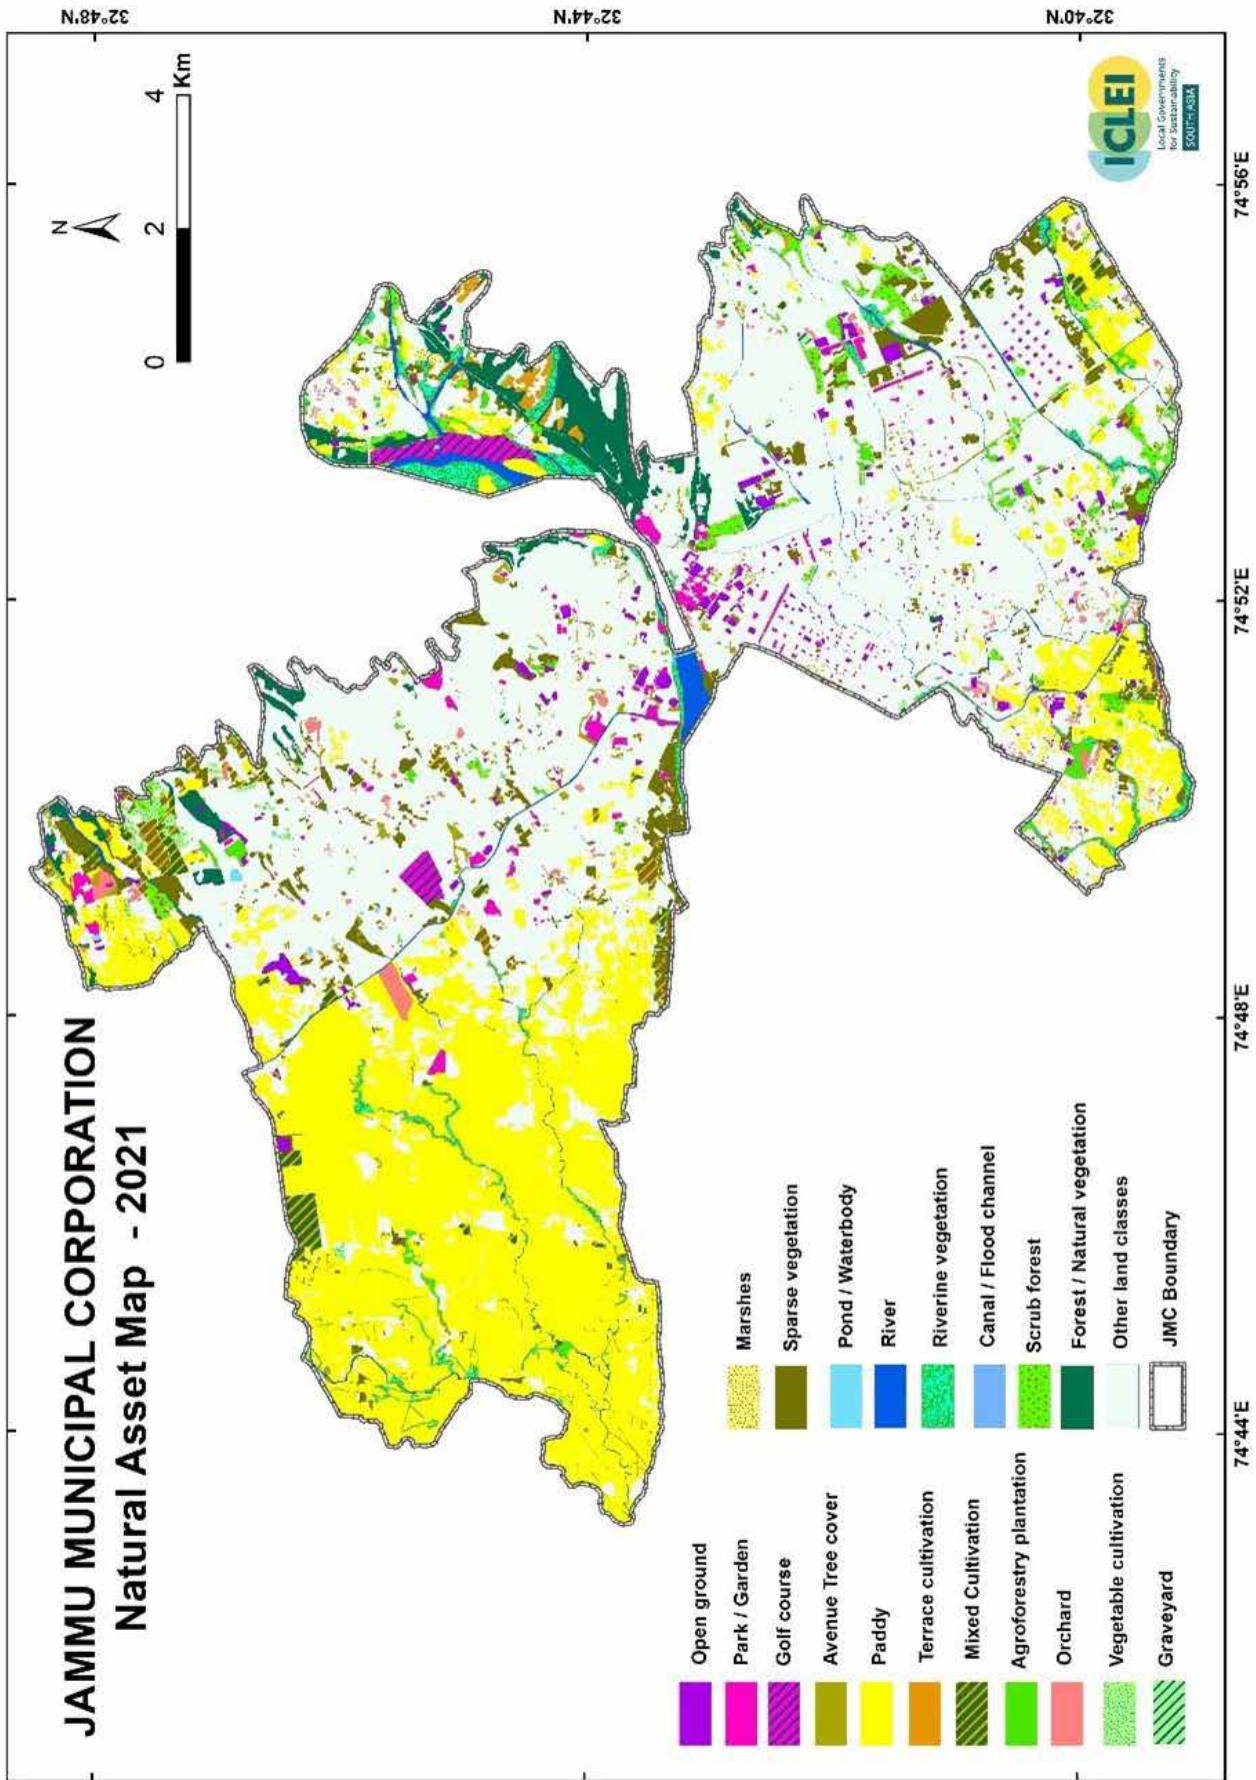 JAMMU MUNICIPAL CORPORATION
Natural Asset Map - 2021
N
0 2 4 Km
32°48'N
32°44'N
32°40'N
74°44'E
74°48'E
74°52'E
74°56'E
Open ground
Park / Garden
Golf course
Avenue Tree cover
Paddy
Terrace cultivation
Mixed Cultivation
Agroforestry plantation
Orchard
Vegetable cultivation
Graveyard
Marshes
Sparse vegetation
Pond / Waterbody
River
Riverine vegetation
Canal / Flood channel
Scrub forest
Forest / Natural vegetation
Other land classes
JMC Boundary
ICLEI
Local Governments
for Sustainability
SOUTH ASIA